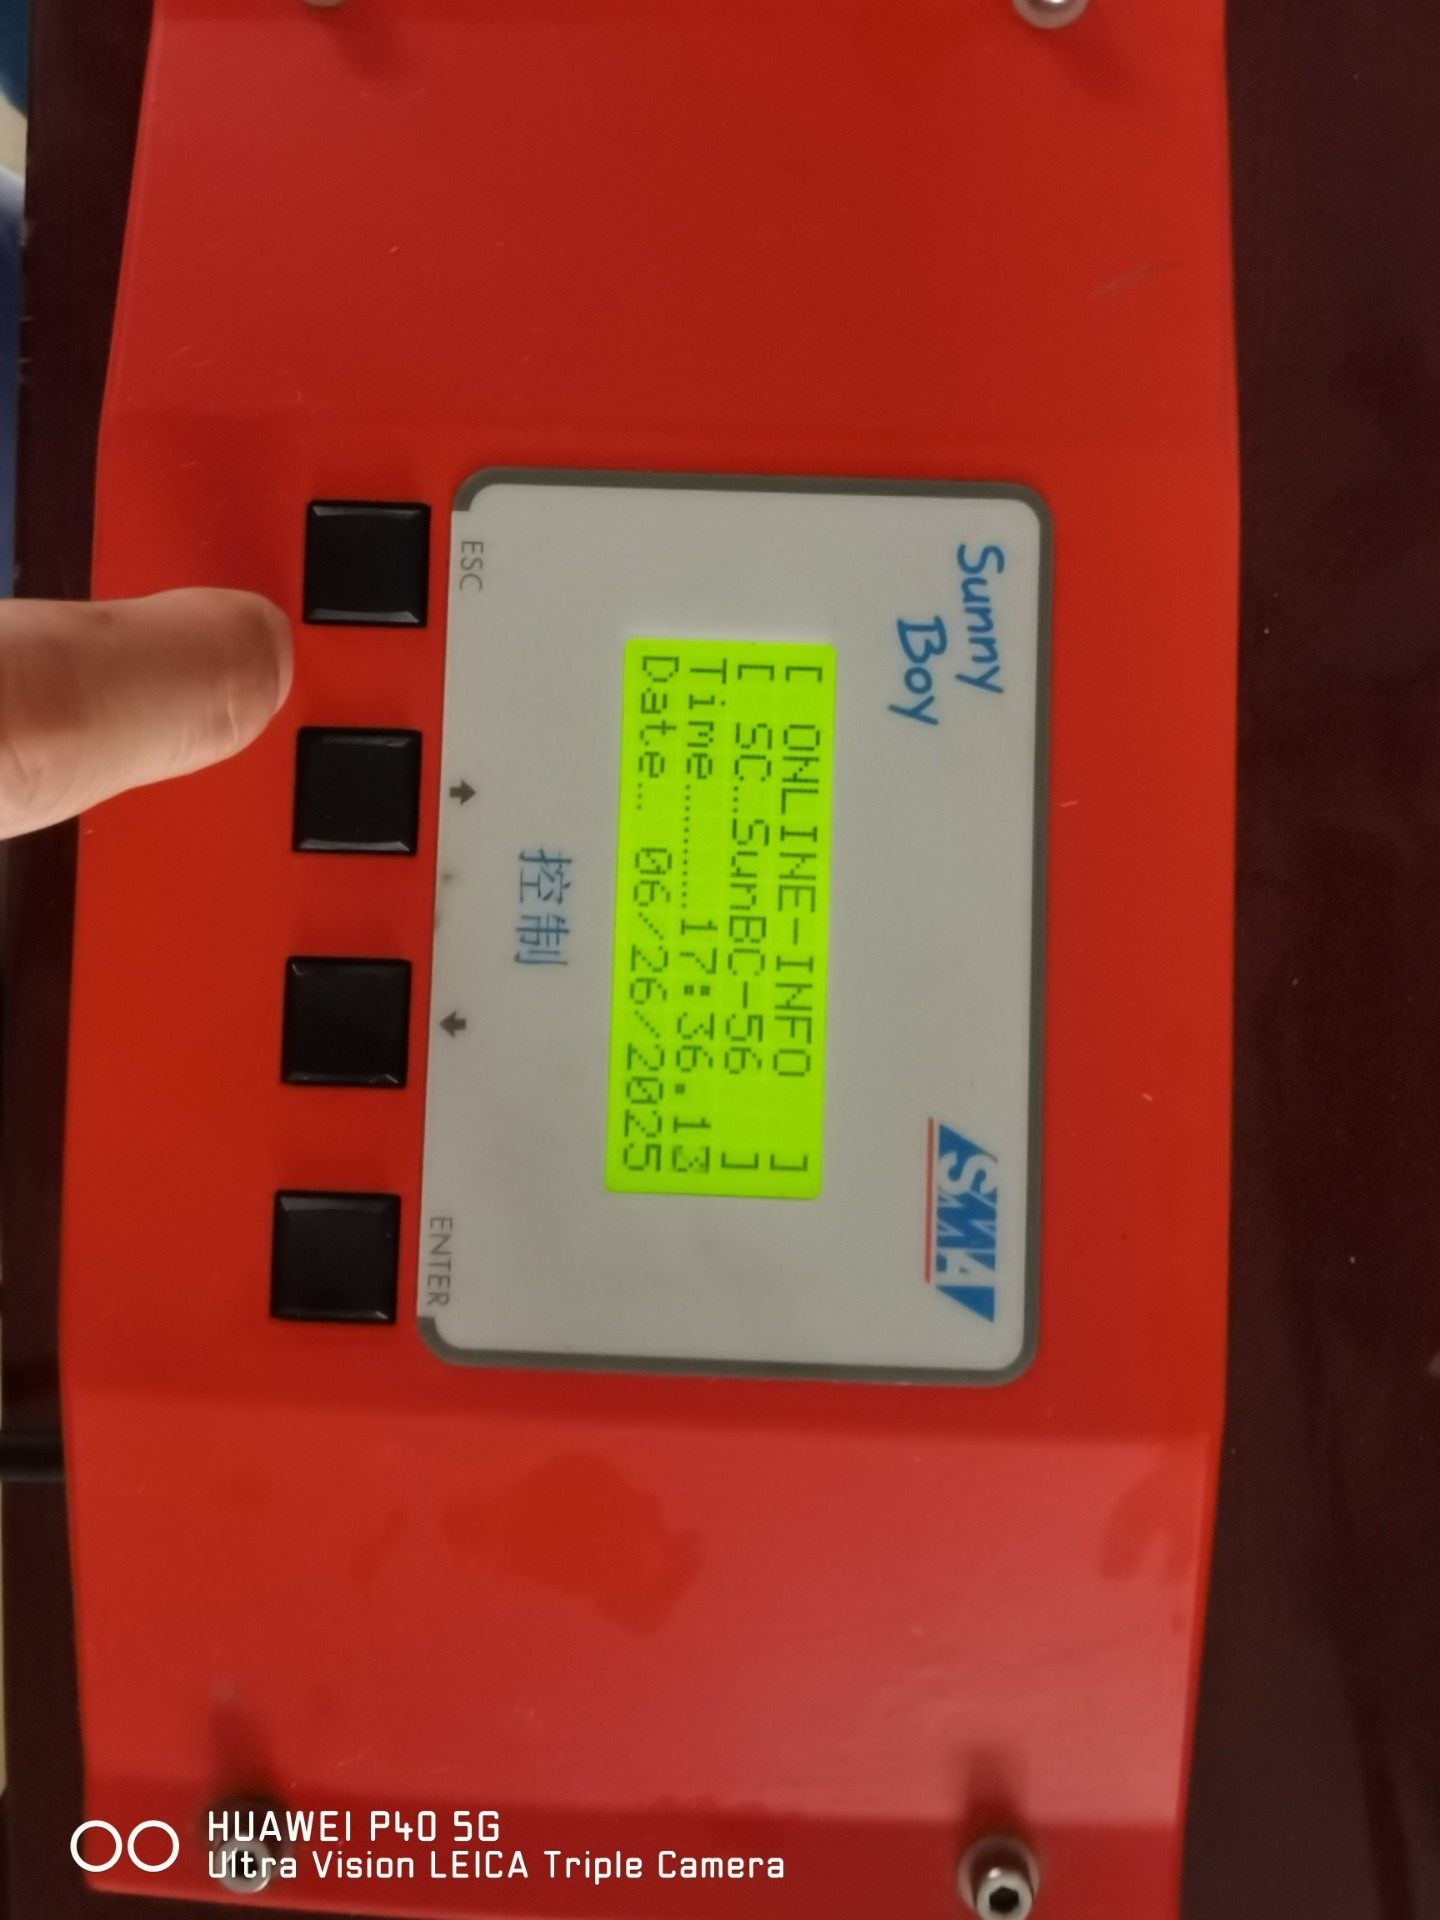 Sunny
Boy
SMA
[ ONLINE-INFO ]
[ SC...SunBC-56 ]
Time...........17:36.13
Date... 06/26/2025
控制
ESC
ENTER
HUAWEI P40 5G
Ultra Vision LEICA Triple Camera